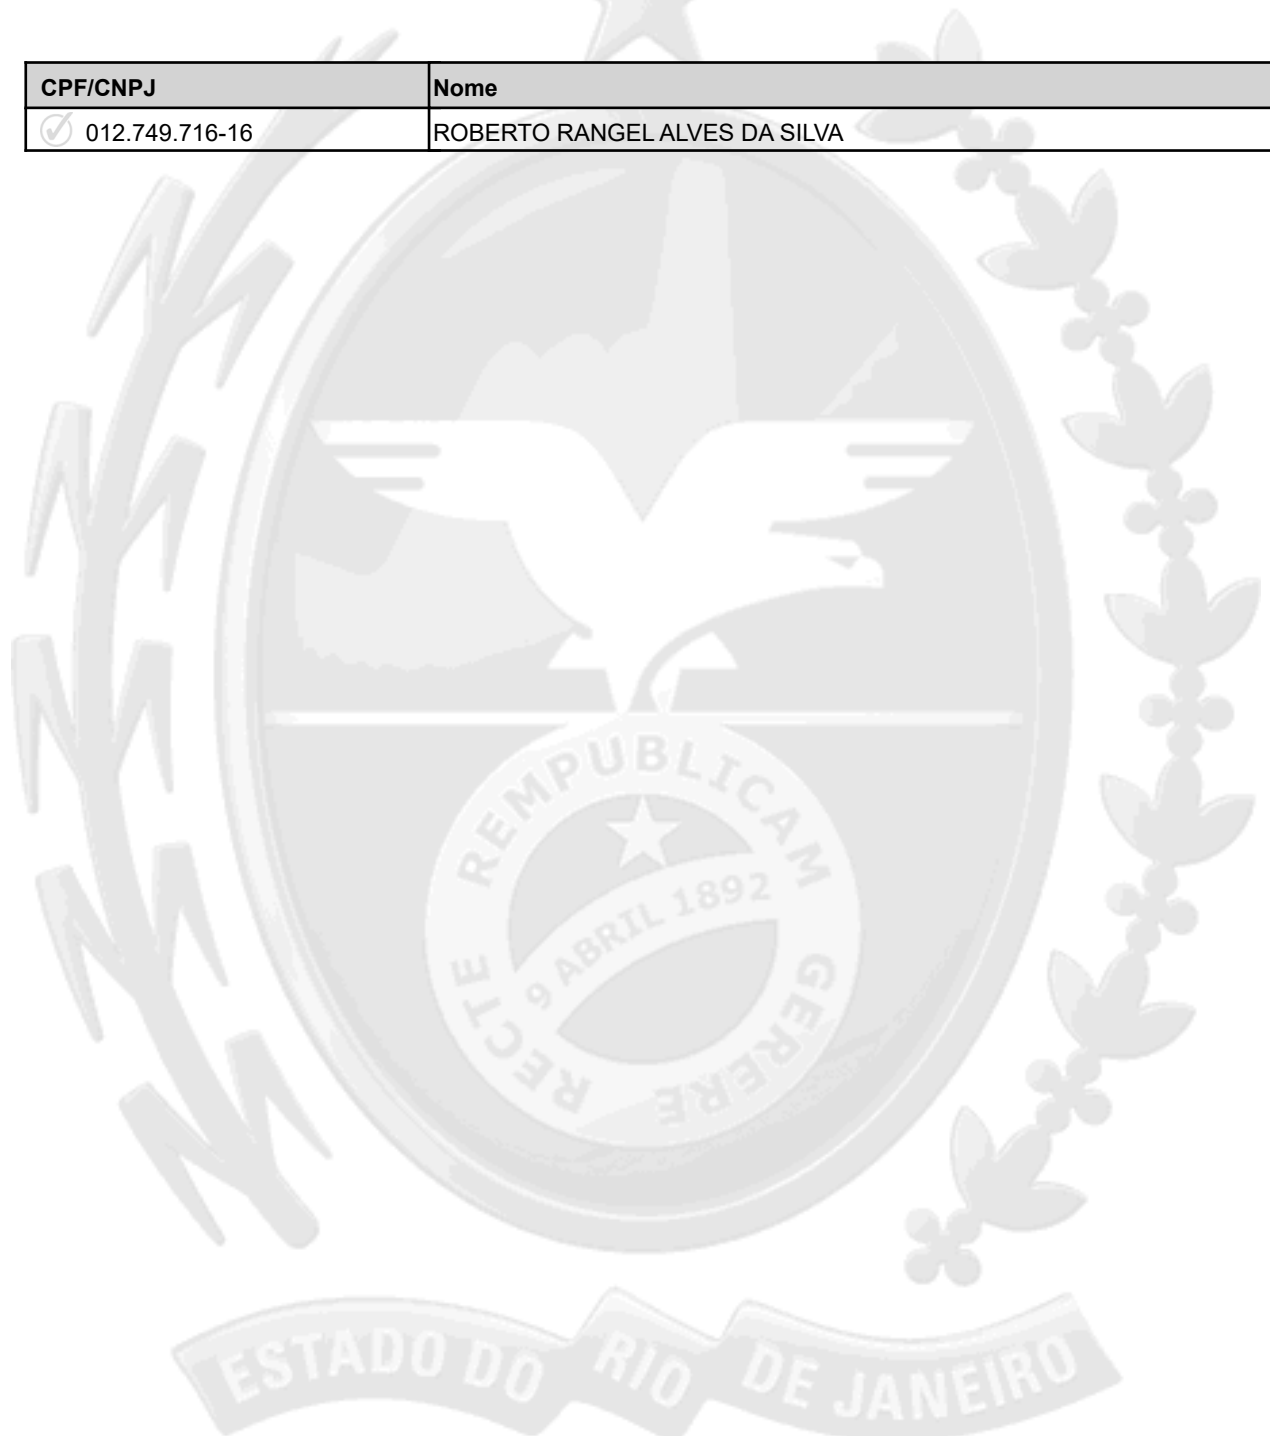 CPF/CNPJ Nome
012.749.716-16 ROBERTO RANGEL ALVES DA SILVA
REMPUBLICAM
9 ABRIL 1892
RECTE GERERE
ESTADO DO RIO DE JANEIRO